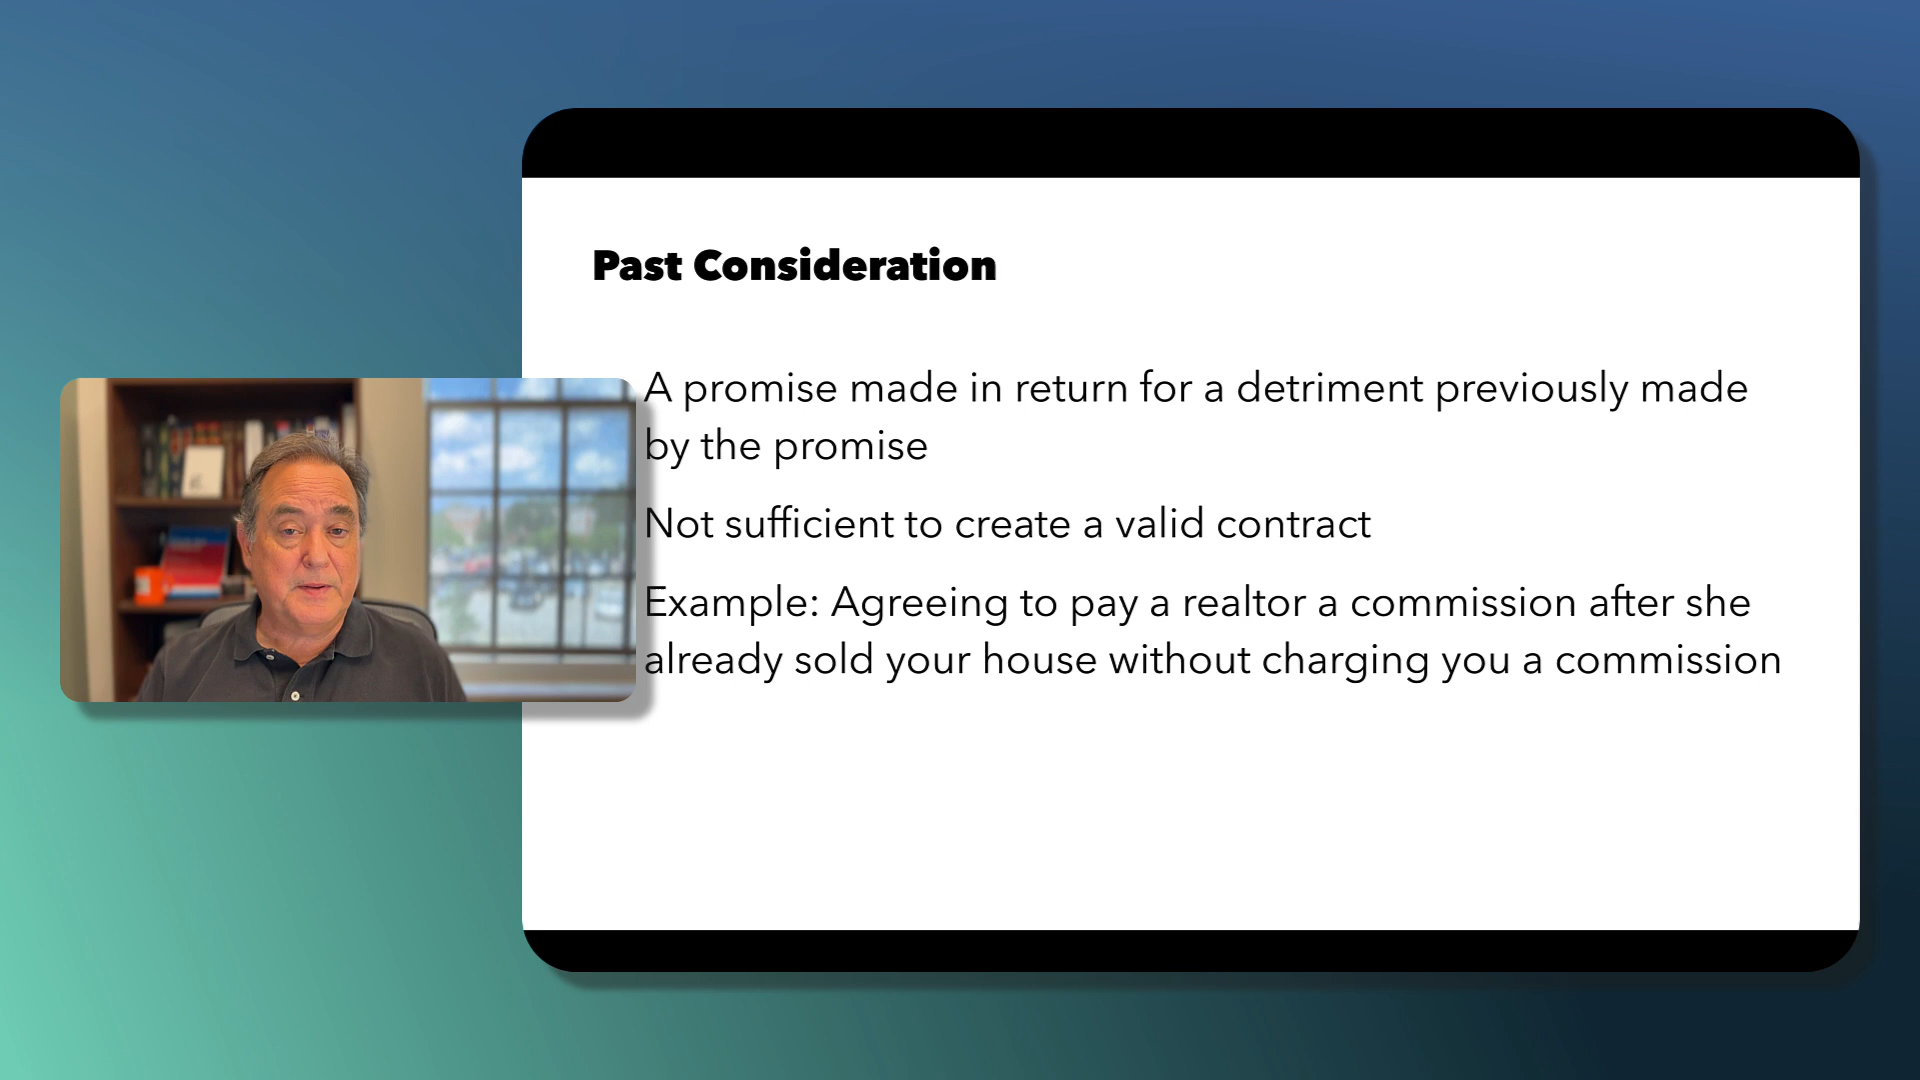 Past Consideration
A promise made in return for a detriment previously made
by the promise
Not sufficient to create a valid contract
Example: Agreeing to pay a realtor a commission after she
already sold your house without charging you a commission